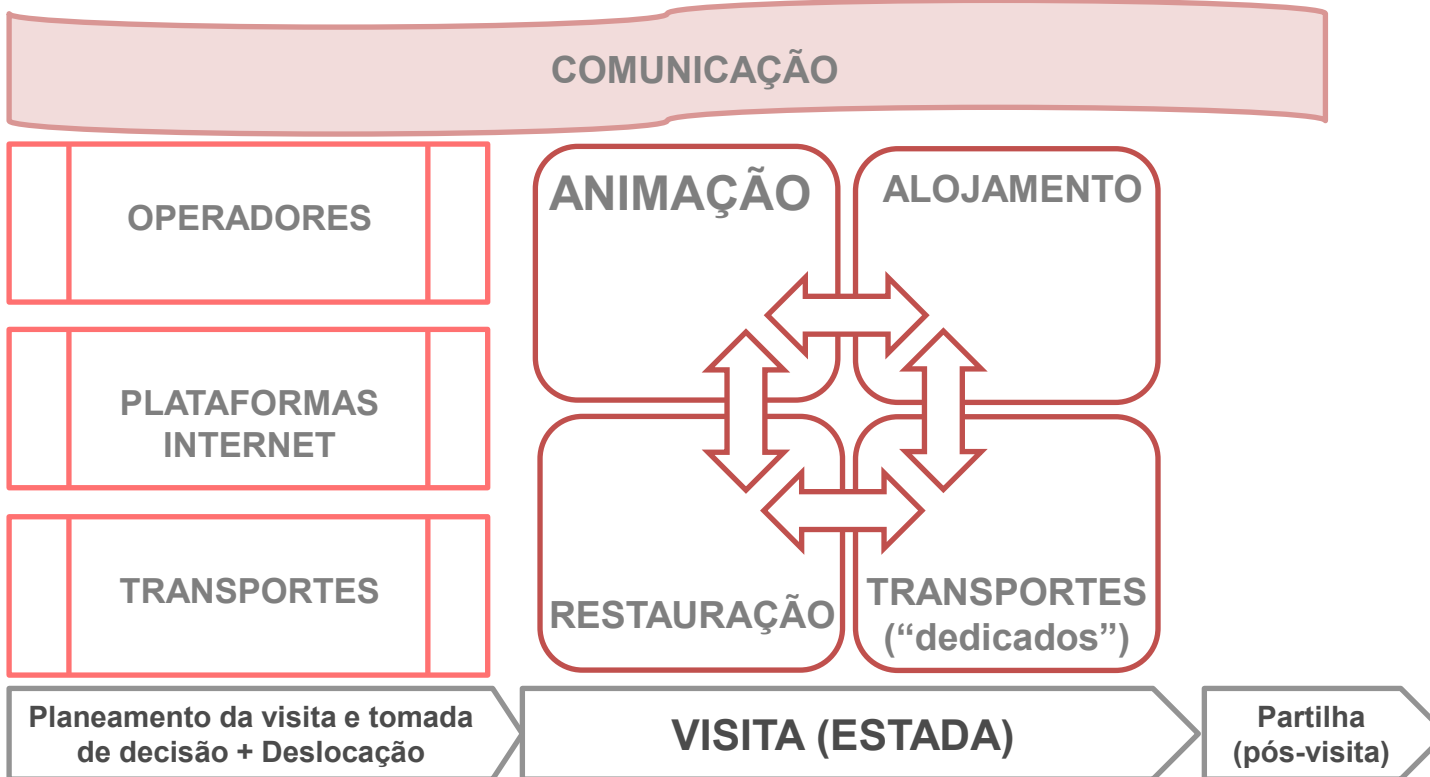 COMUNICAÇÃO
OPERADORES
PLATAFORMAS
INTERNET
TRANSPORTES
ANIMAÇÃO
ALOJAMENTO
RESTAURAÇÃO
TRANSPORTES
(“dedicados”)
Planeamento da visita e tomada
de decisão + Deslocação
VISITA (ESTADA)
Partilha
(pós-visita)